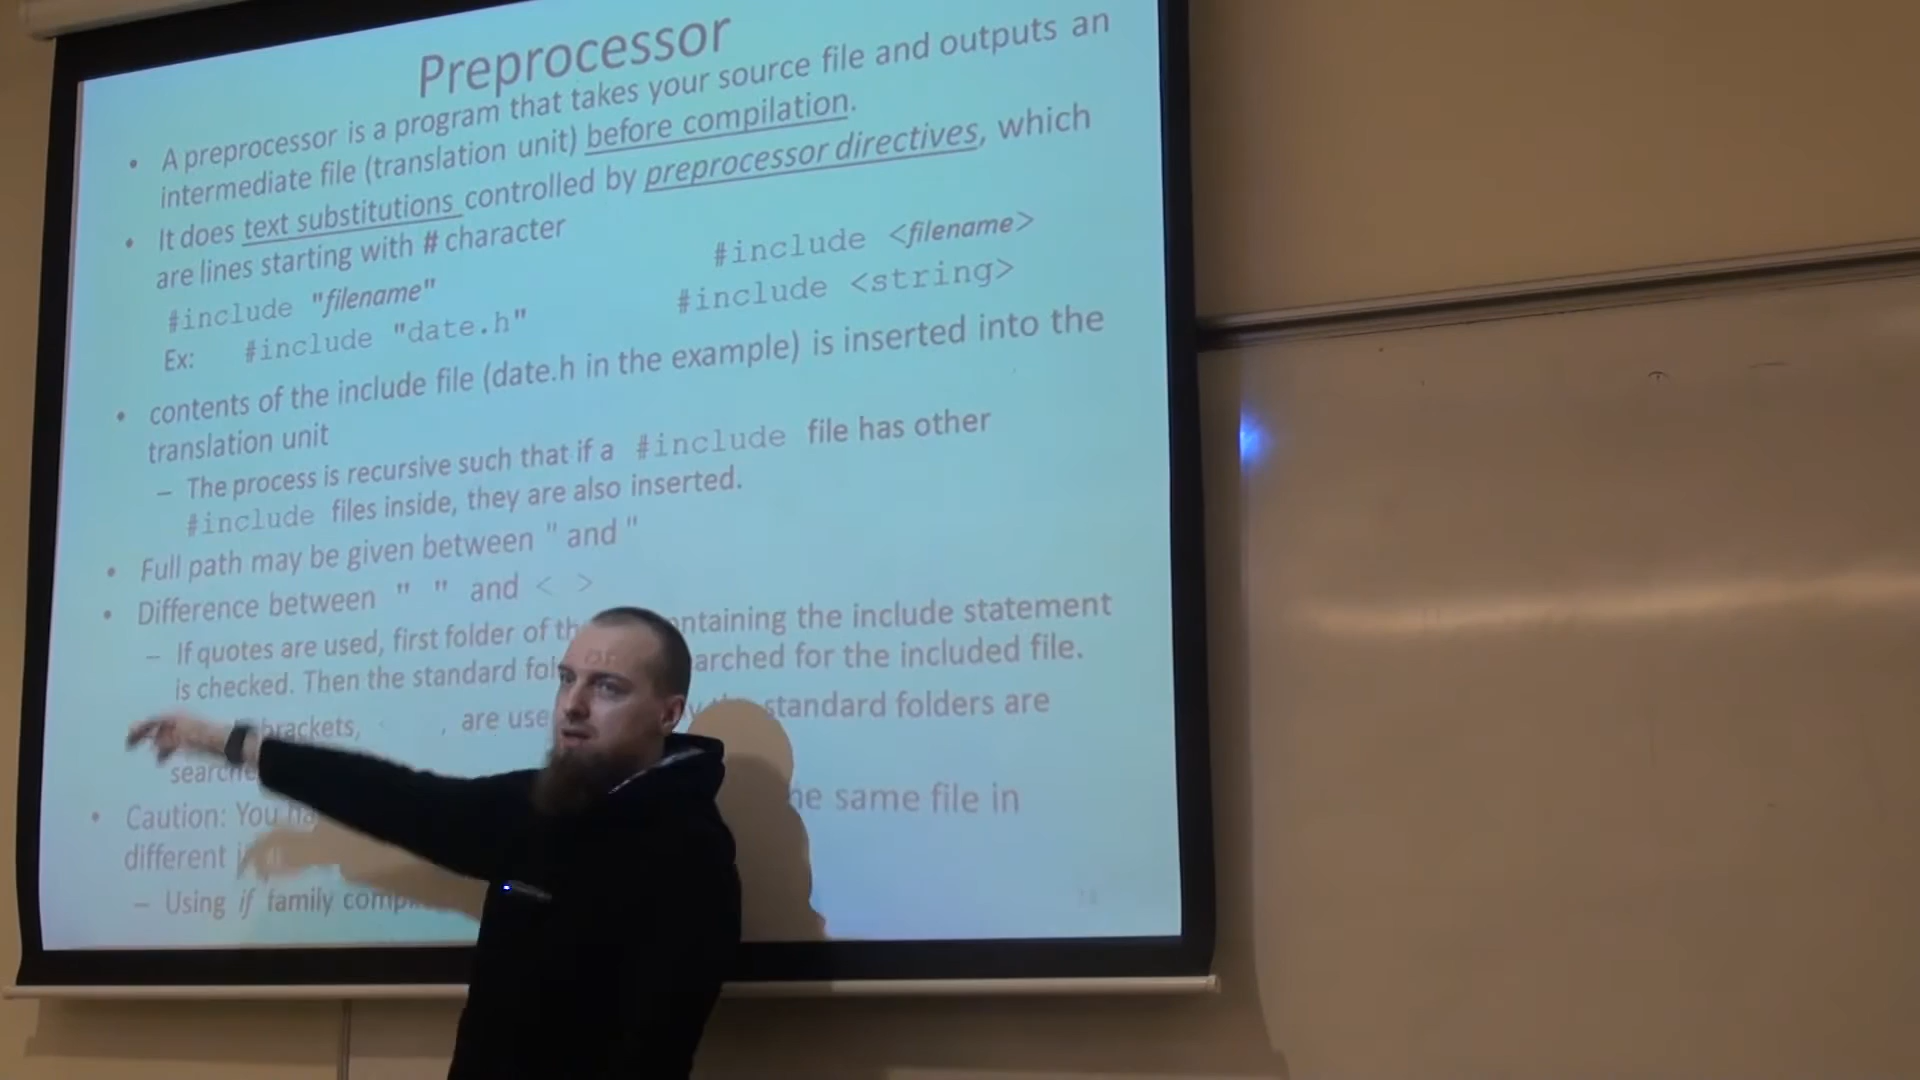 Preprocessor
• A preprocessor is a program that takes your source file and outputs an
intermediate file (translation unit) before compilation.
• It does text substitutions controlled by preprocessor directives, which
are lines starting with # character
#include "filename" #include <filename>
Ex: #include "date.h" #include <string>
• contents of the include file (date.h in the example) is inserted into the
translation unit
– The process is recursive such that if a #include file has other
#include files inside, they are also inserted.
• Full path may be given between " and "
• Difference between " " and < >
– If quotes are used, first folder of the containing the include statement
is checked. Then the standard searched for the included file.
brackets, , are used standard folders are
• Caution: You the same file in
different
– Using if family